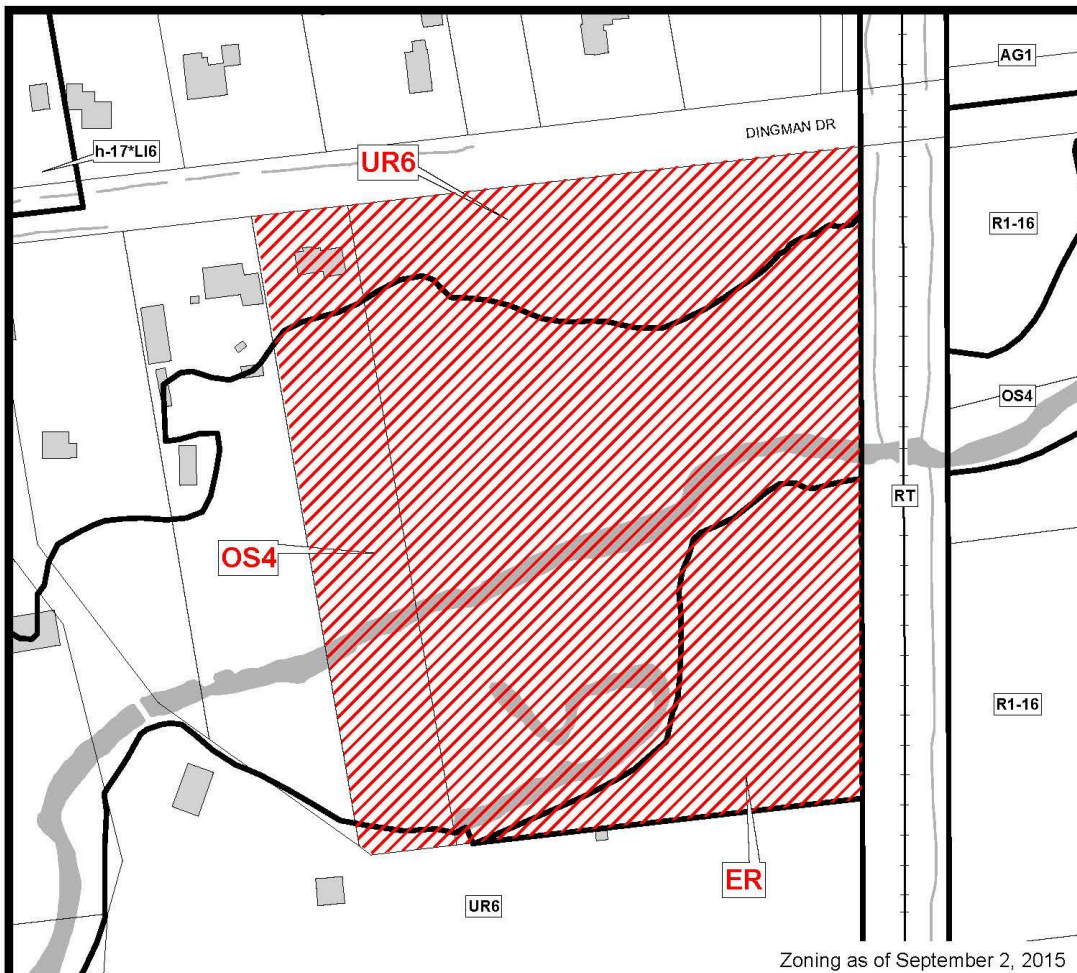 AG1
DINGMAN DR
h-17*LI6
UR6
R1-16
OS4
RT
OS4
R1-16
ER
UR6
Zoning as of September 2, 2015